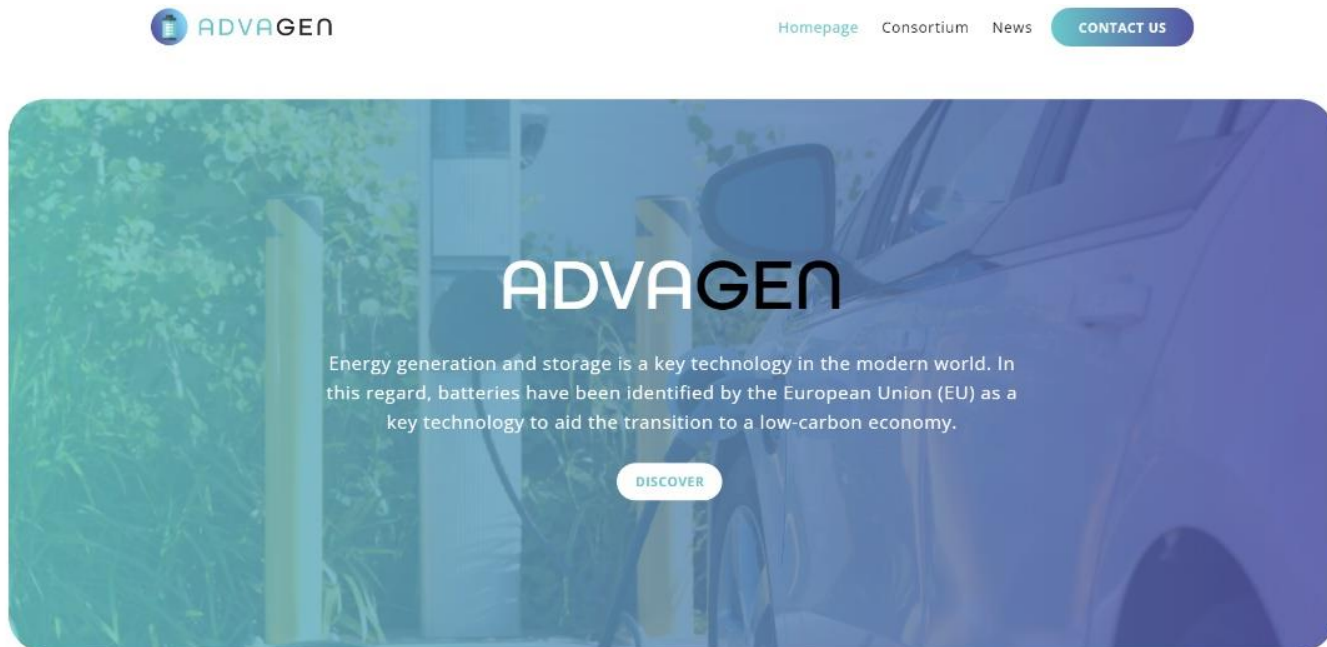 ADVAGEN
Homepage Consortium News CONTACT US
ADVAGEN
Energy generation and storage is a key technology in the modern world. In
this regard, batteries have been identified by the European Union (EU) as a
key technology to aid the transition to a low-carbon economy.
DISCOVER